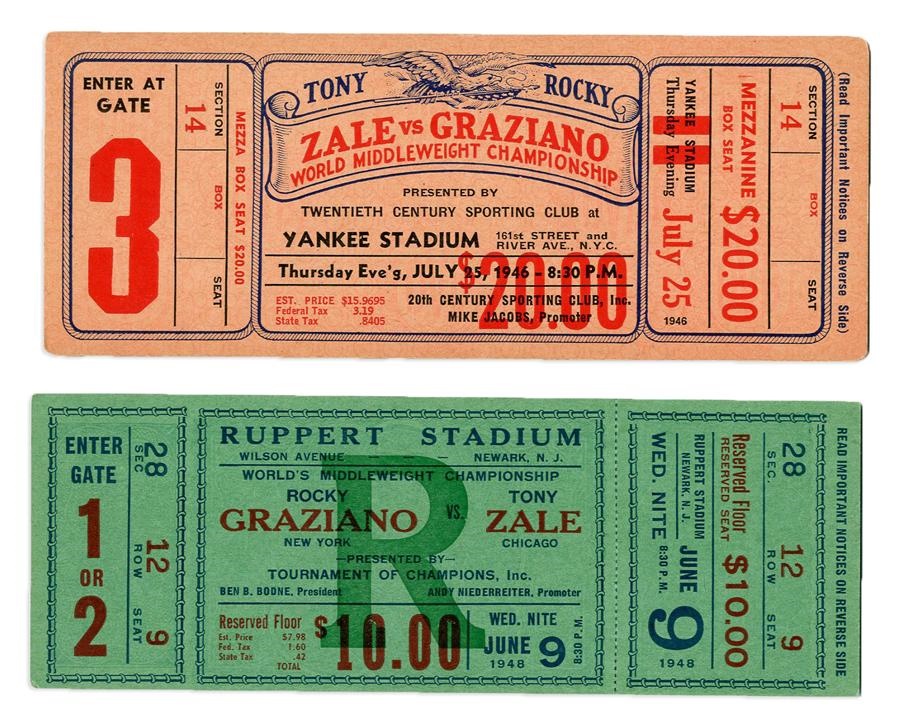 ENTER AT
GATE
3
SECTION
14
BOX
SEAT
MEZZA BOX SEAT $20.00
TONY ROCKY
ZALE VS GRAZIANO
WORLD MIDDLEWEIGHT CHAMPIONSHIP
PRESENTED BY
TWENTIETH CENTURY SPORTING CLUB at
YANKEE STADIUM 161st STREET and
RIVER AVE., N.Y.C.
Thursday Eve'g, JULY 25, 1946 - 8:30 P.M.
$20.00
EST. PRICE $15.9695
Federal Tax 3.19
State Tax .8405
20th CENTURY SPORTING CLUB, Inc.
MIKE JACOBS, Promoter
YANKEE STADIUM
Thursday Evening
July 25
1946
MEZZANINE $20.00
BOX SEAT
SECTION
14
BOX
SEAT
(Read Important Notices on Reverse Side)
ENTER
GATE
1
OR
2
28
SEC
12
ROW
9
SEAT
RUPPERT STADIUM
WILSON AVENUE - - - - NEWARK, N. J.
WORLD'S MIDDLEWEIGHT CHAMPIONSHIP
R
ROCKY TONY
GRAZIANO VS. ZALE
NEW YORK CHICAGO
—PRESENTED BY—
TOURNAMENT OF CHAMPIONS, Inc.
BEN B. BODNE, President ANDY NIEDERREITER, Promoter
Reserved Floor
Est. Price $7.98
Fed. Tax 1.60
State Tax .42
TOTAL
$10.00
WED. NITE
JUNE 9
1948
8:30 P.M.
RUPPERT STADIUM
NEWARK, N. J.
WED. NITE 8:30 P.M.
JUNE
9
1948
Reserved Floor
RESERVED SEAT
$10.00
28
SEC
12
ROW
9
SEAT
READ IMPORTANT NOTICES ON REVERSE SIDE